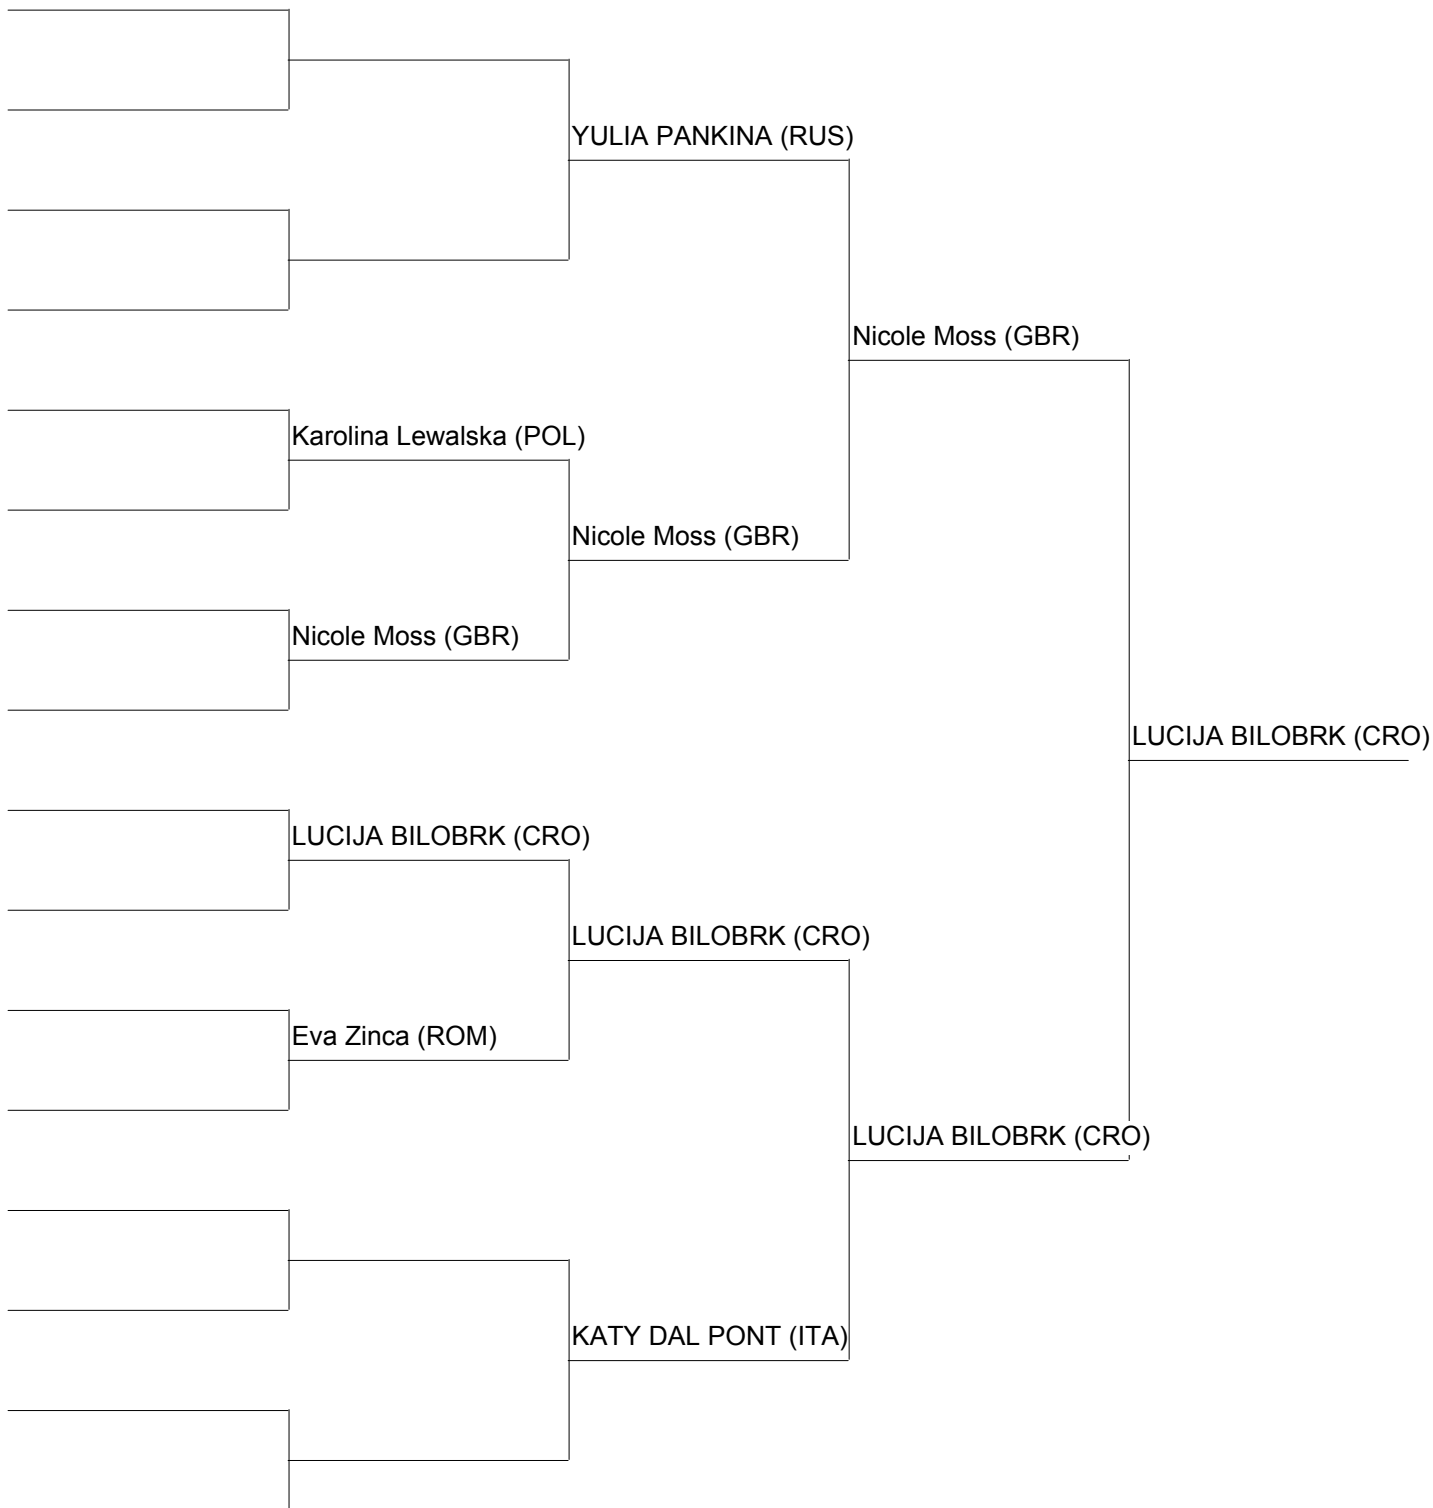 YULIA PANKINA (RUS)
Nicole Moss (GBR)
Karolina Lewalska (POL)
Nicole Moss (GBR)
Nicole Moss (GBR)
LUCIJA BILOBRK (CRO)
LUCIJA BILOBRK (CRO)
LUCIJA BILOBRK (CRO)
Eva Zinca (ROM)
LUCIJA BILOBRK (CRO)
KATY DAL PONT (ITA)